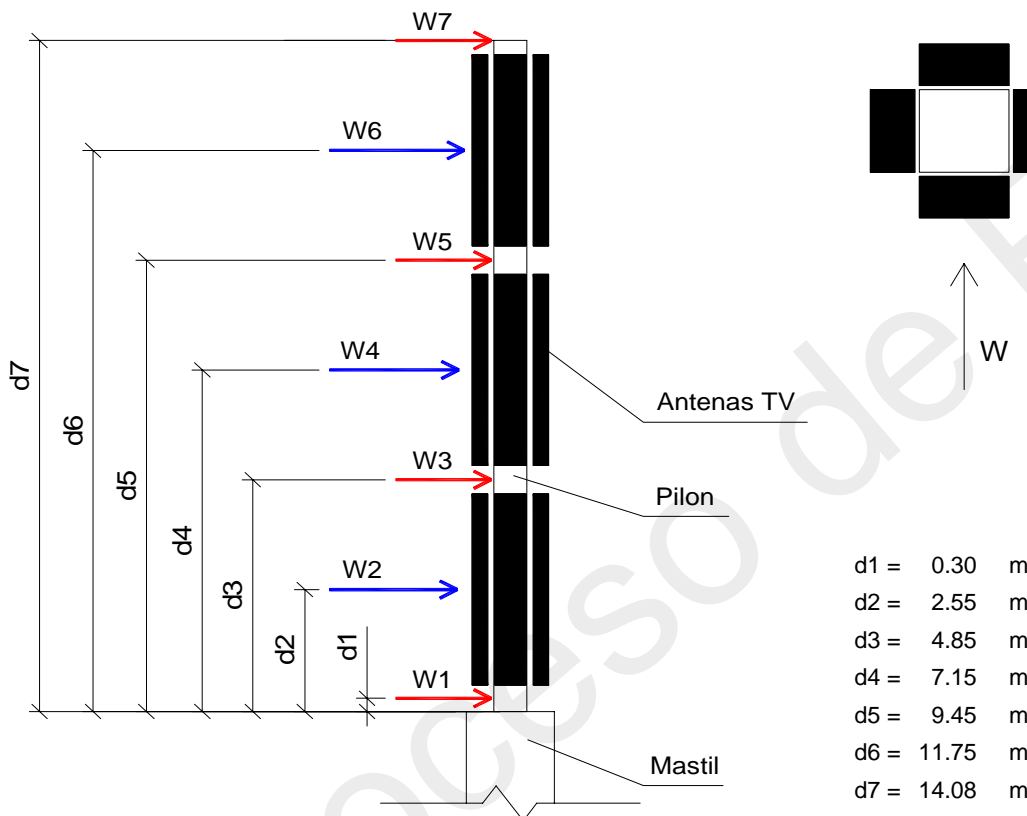 W7
W6
W5
W4
W3
W2
W1
d7
d6
d5
d4
d3
d2
d1
Antenas TV
Pilon
Mastil
W
d1 = 0.30 m
d2 = 2.55 m
d3 = 4.85 m
d4 = 7.15 m
d5 = 9.45 m
d6 = 11.75 m
d7 = 14.08 m
oceso de